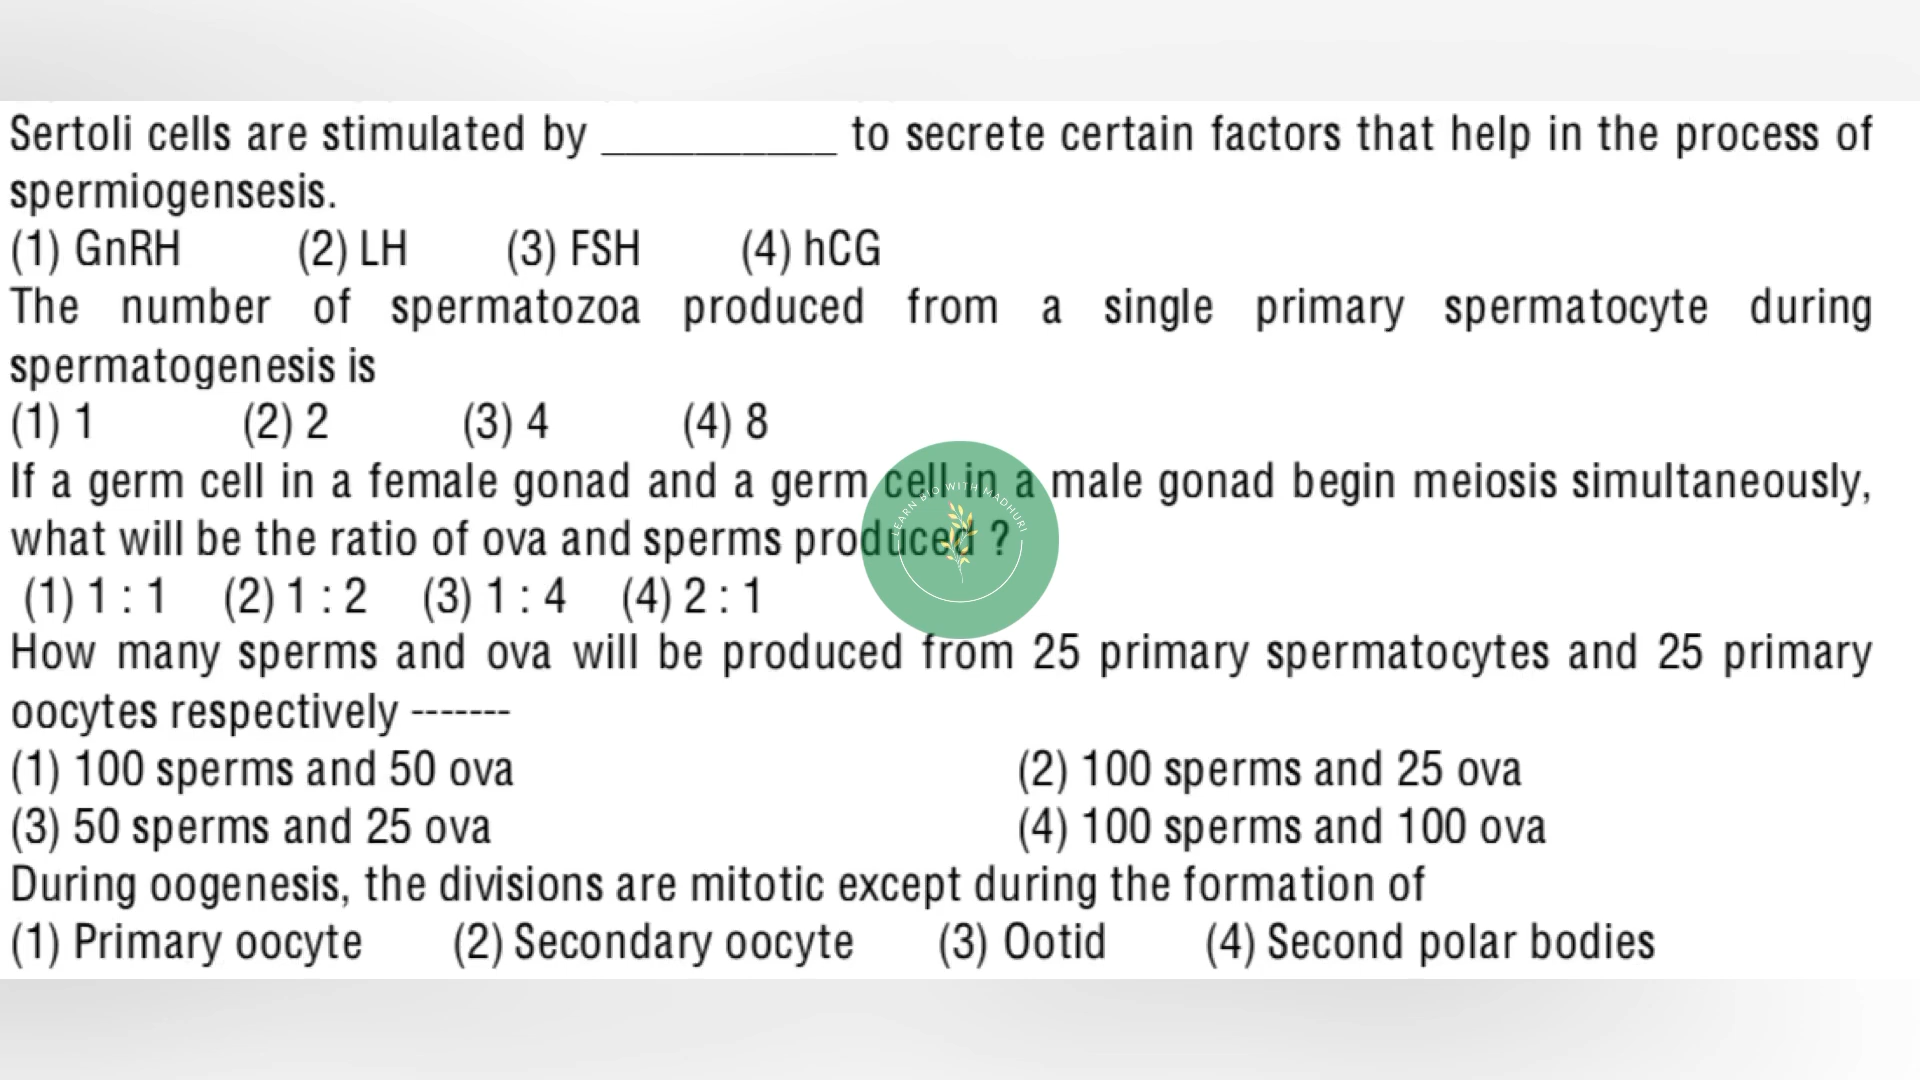 Sertoli cells are stimulated by __________ to secrete certain factors that help in the process of
spermiogensesis.
(1) GnRH (2) LH (3) FSH (4) hCG
The number of spermatozoa produced from a single primary spermatocyte during
spermatogenesis is
(1) 1 (2) 2 (3) 4 (4) 8
If a germ cell in a female gonad and a germ cell in a male gonad begin meiosis simultaneously,
what will be the ratio of ova and sperms produced ?
(1) 1 : 1 (2) 1 : 2 (3) 1 : 4 (4) 2 : 1
How many sperms and ova will be produced from 25 primary spermatocytes and 25 primary
oocytes respectively -------
(1) 100 sperms and 50 ova (2) 100 sperms and 25 ova
(3) 50 sperms and 25 ova (4) 100 sperms and 100 ova
During oogenesis, the divisions are mitotic except during the formation of
(1) Primary oocyte (2) Secondary oocyte (3) Ootid (4) Second polar bodies
LEARN BIO WITH MADHURI